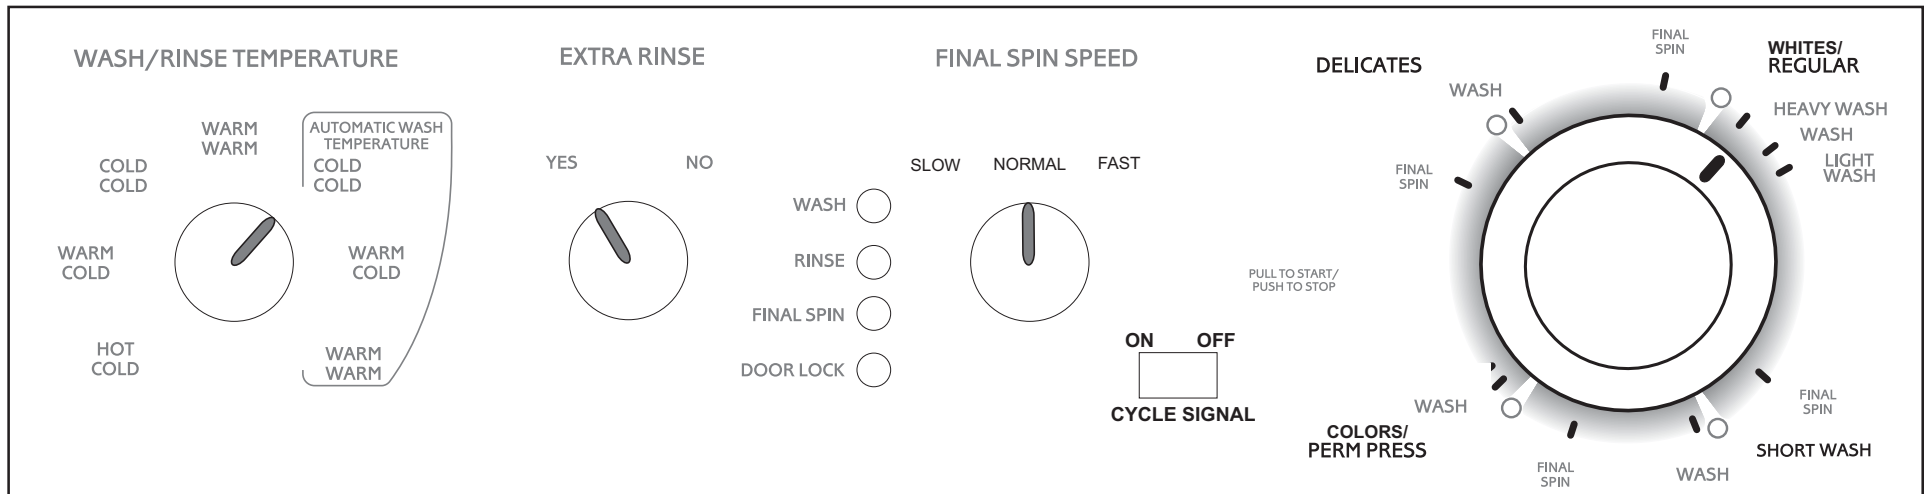 WASH/RINSE TEMPERATURE
WARM
WARM
AUTOMATIC WASH
TEMPERATURE
COLD
COLD
COLD
COLD
WARM
COLD
WARM
COLD
HOT
COLD
WARM
WARM
EXTRA RINSE
YES
NO
WASH
RINSE
FINAL SPIN
DOOR LOCK
FINAL SPIN SPEED
SLOW
NORMAL
FAST
ON
OFF
CYCLE SIGNAL
PULL TO START/
PUSH TO STOP
DELICATES
WASH
FINAL
SPIN
FINAL
SPIN
WHITES/
REGULAR
HEAVY WASH
WASH
LIGHT
WASH
FINAL
SPIN
SHORT WASH
WASH
FINAL
SPIN
COLORS/
PERM PRESS
WASH